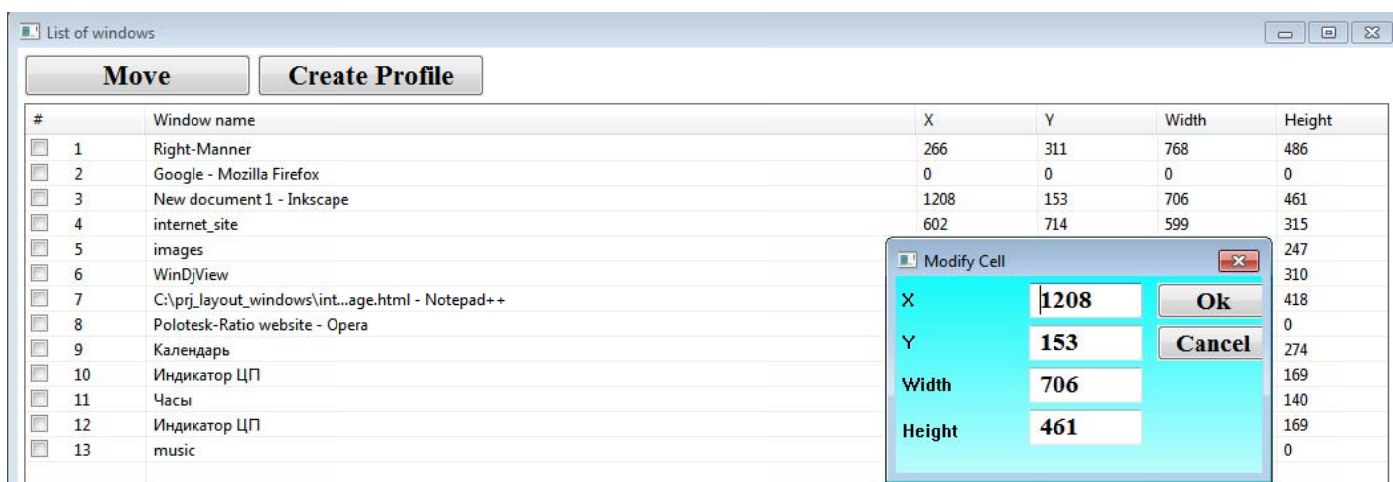 List of windows
Move Create Profile
# Window name X Y Width Height
1 Right-Manner 266 311 768 486
2 Google - Mozilla Firefox 0 0 0 0
3 New document 1 - Inkscape 1208 153 706 461
4 internet_site 602 714 599 315
5 images 247
6 WinDjView 310
7 C:\prj_layout_windows\int...age.html - Notepad++ 418
8 Polotesk-Ratio website - Opera 0
9 Календарь 274
10 Индикатор ЦП 169
11 Часы 140
12 Индикатор ЦП 169
13 music 0
Modify Cell
X 1208 Ok
Y 153 Cancel
Width 706
Height 461